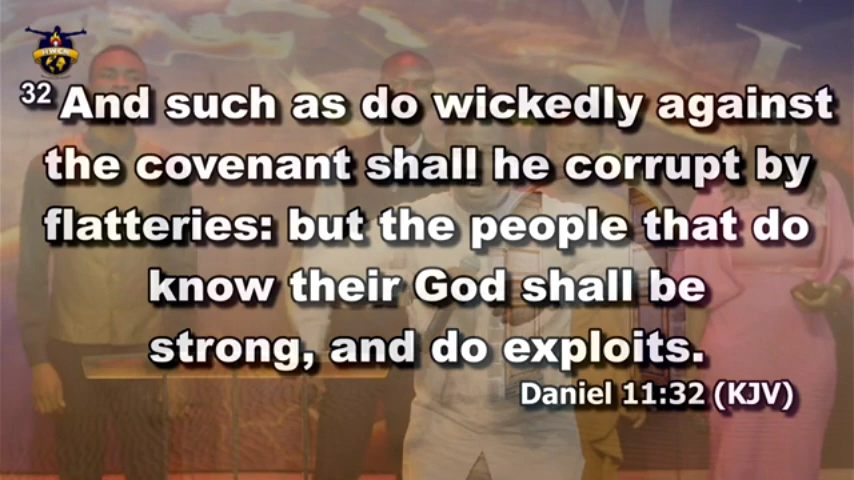 HWCN
32 And such as do wickedly against
the covenant shall he corrupt by
flatteries: but the people that do
know their God shall be
strong, and do exploits.
Daniel 11:32 (KJV)